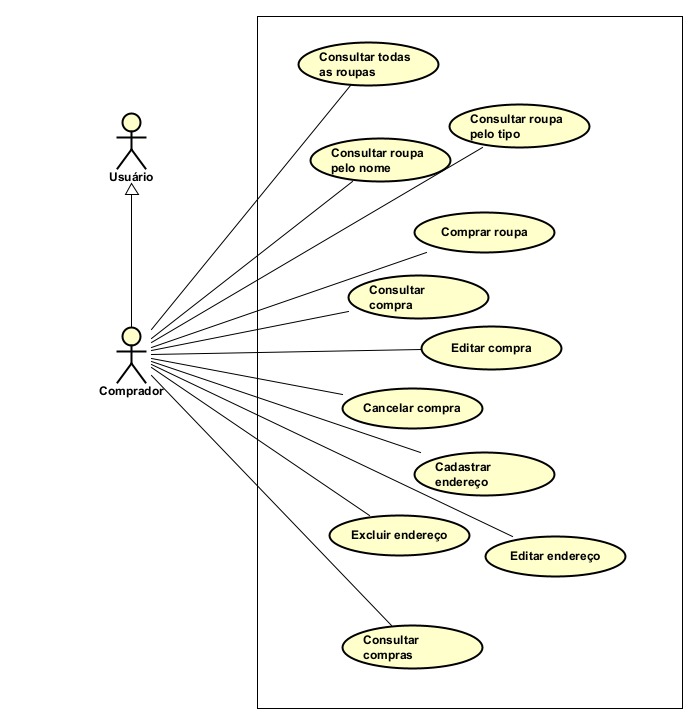 Consultar todas
as roupas
Consultar roupa
pelo tipo
Consultar roupa
pelo nome
Usuário
Comprar roupa
Consultar
compra
Editar compra
Comprador
Cancelar compra
Cadastrar
endereço
Excluir endereço
Editar endereço
Consultar
compras